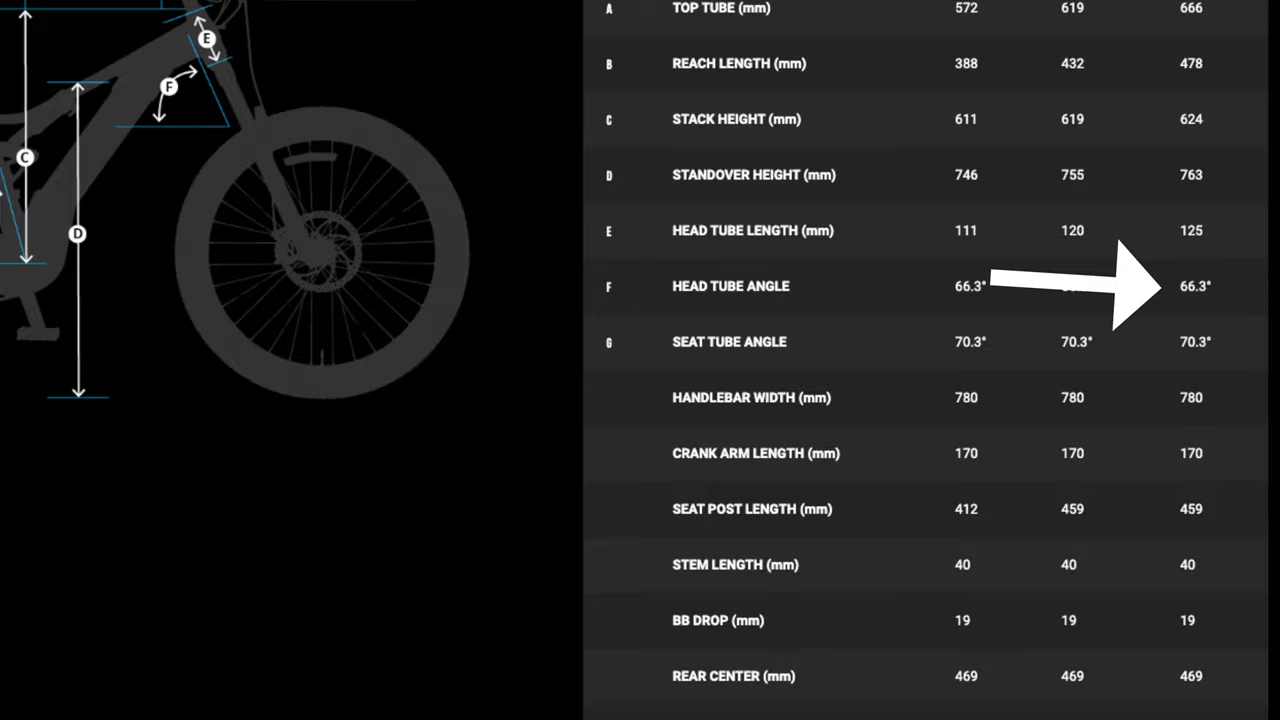 A TOP TUBE (mm) 572 619 666
B REACH LENGTH (mm) 388 432 478
C STACK HEIGHT (mm) 611 619 624
D STANDOVER HEIGHT (mm) 746 755 763
E HEAD TUBE LENGTH (mm) 111 120 125
F HEAD TUBE ANGLE 66.3° 66.3°
G SEAT TUBE ANGLE 70.3° 70.3° 70.3°
HANDLEBAR WIDTH (mm) 780 780 780
CRANK ARM LENGTH (mm) 170 170 170
SEAT POST LENGTH (mm) 412 459 459
STEM LENGTH (mm) 40 40 40
BB DROP (mm) 19 19 19
REAR CENTER (mm) 469 469 469
E
F
C
D